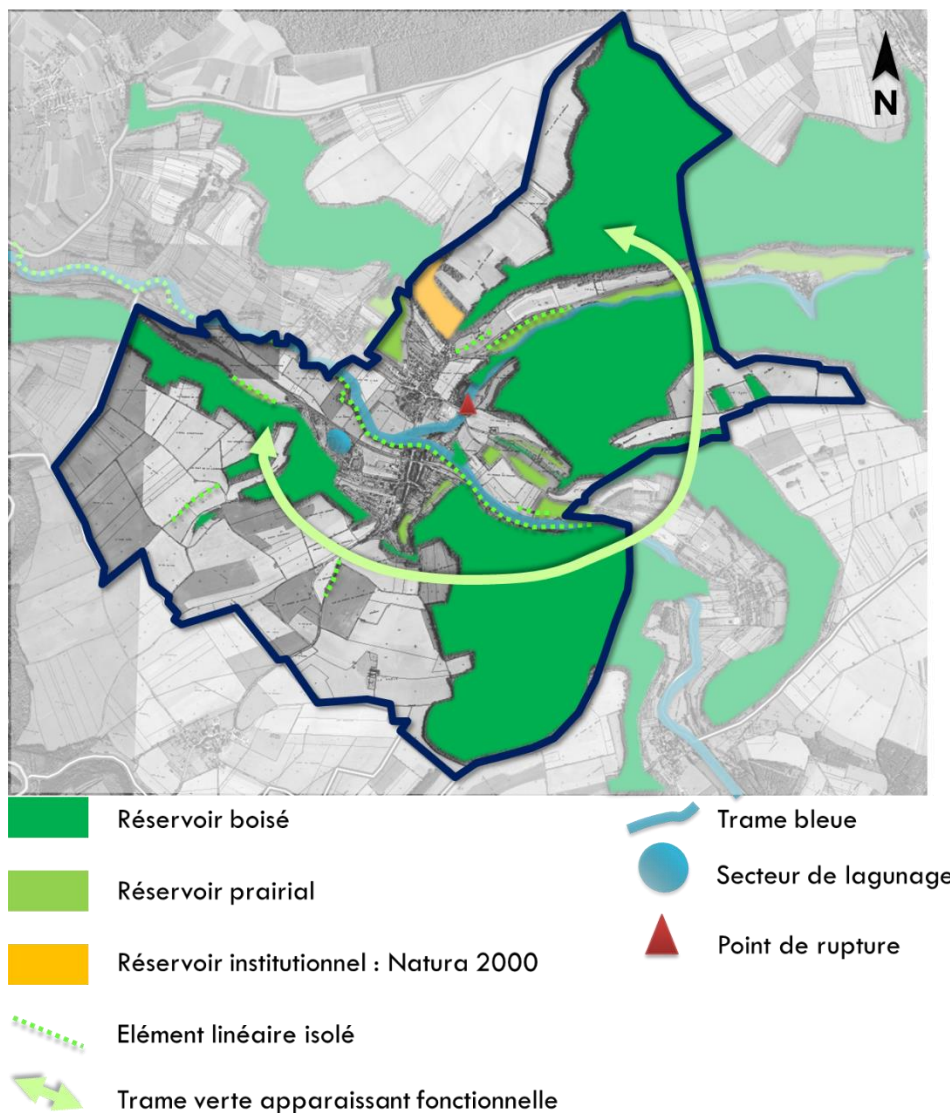 N
Réservoir boisé
Trame bleue
Réservoir prairial
Secteur de lagunage
Réservoir institutionnel : Natura 2000
Point de rupture
Elément linéaire isolé
Trame verte apparaissant fonctionnelle